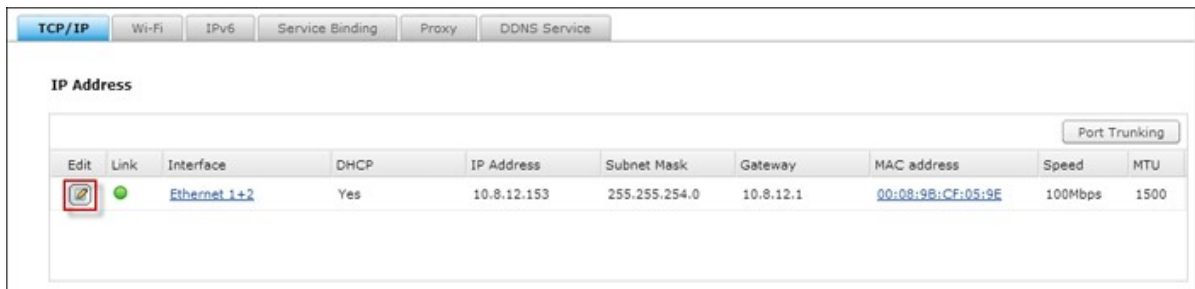 TCP/IP Wi-Fi IPv6 Service Binding Proxy DDNS Service
IP Address
Port Trunking
Edit Link Interface DHCP IP Address Subnet Mask Gateway MAC address Speed MTU
Ethernet 1+2 Yes 10.8.12.153 255.255.254.0 10.8.12.1 00:08:9B:CF:05:9E 100Mbps 1500